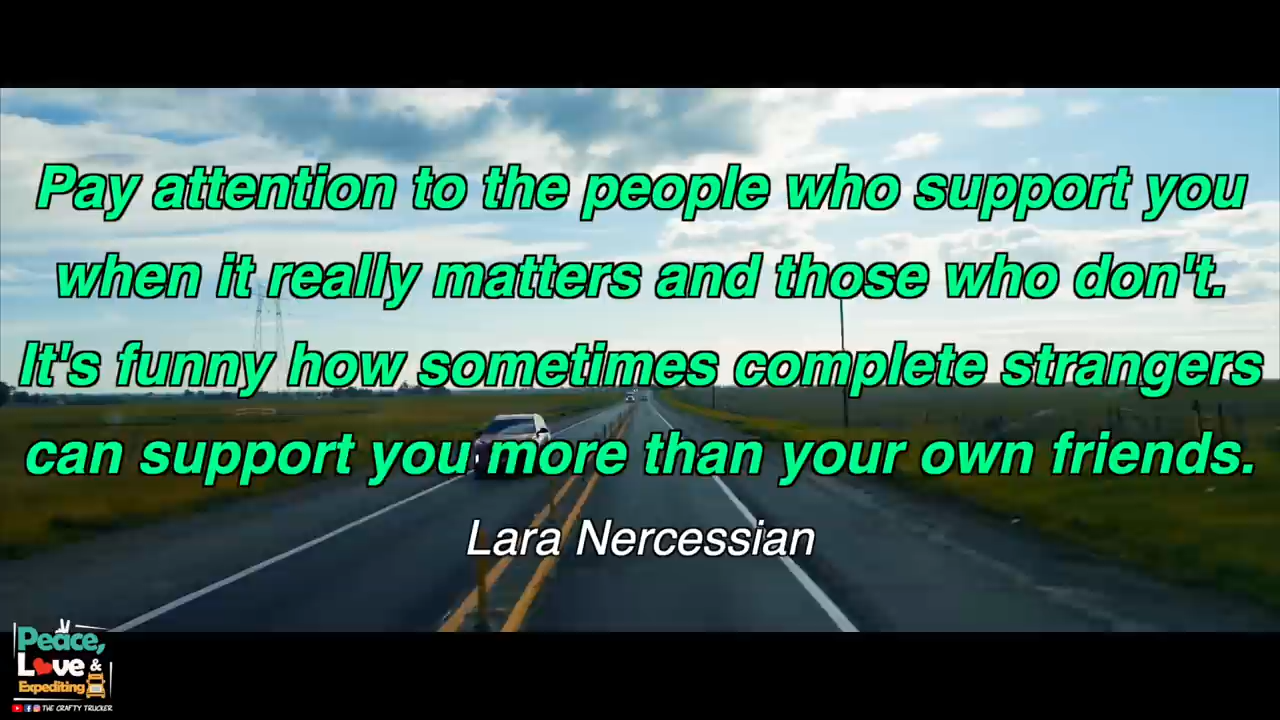 Pay attention to the people who support you
when it really matters and those who don't.
It's funny how sometimes complete strangers
can support you more than your own friends.
Lara Nercessian
Peace,
Love &
Expediting
THE CRAFTY TRUCKER